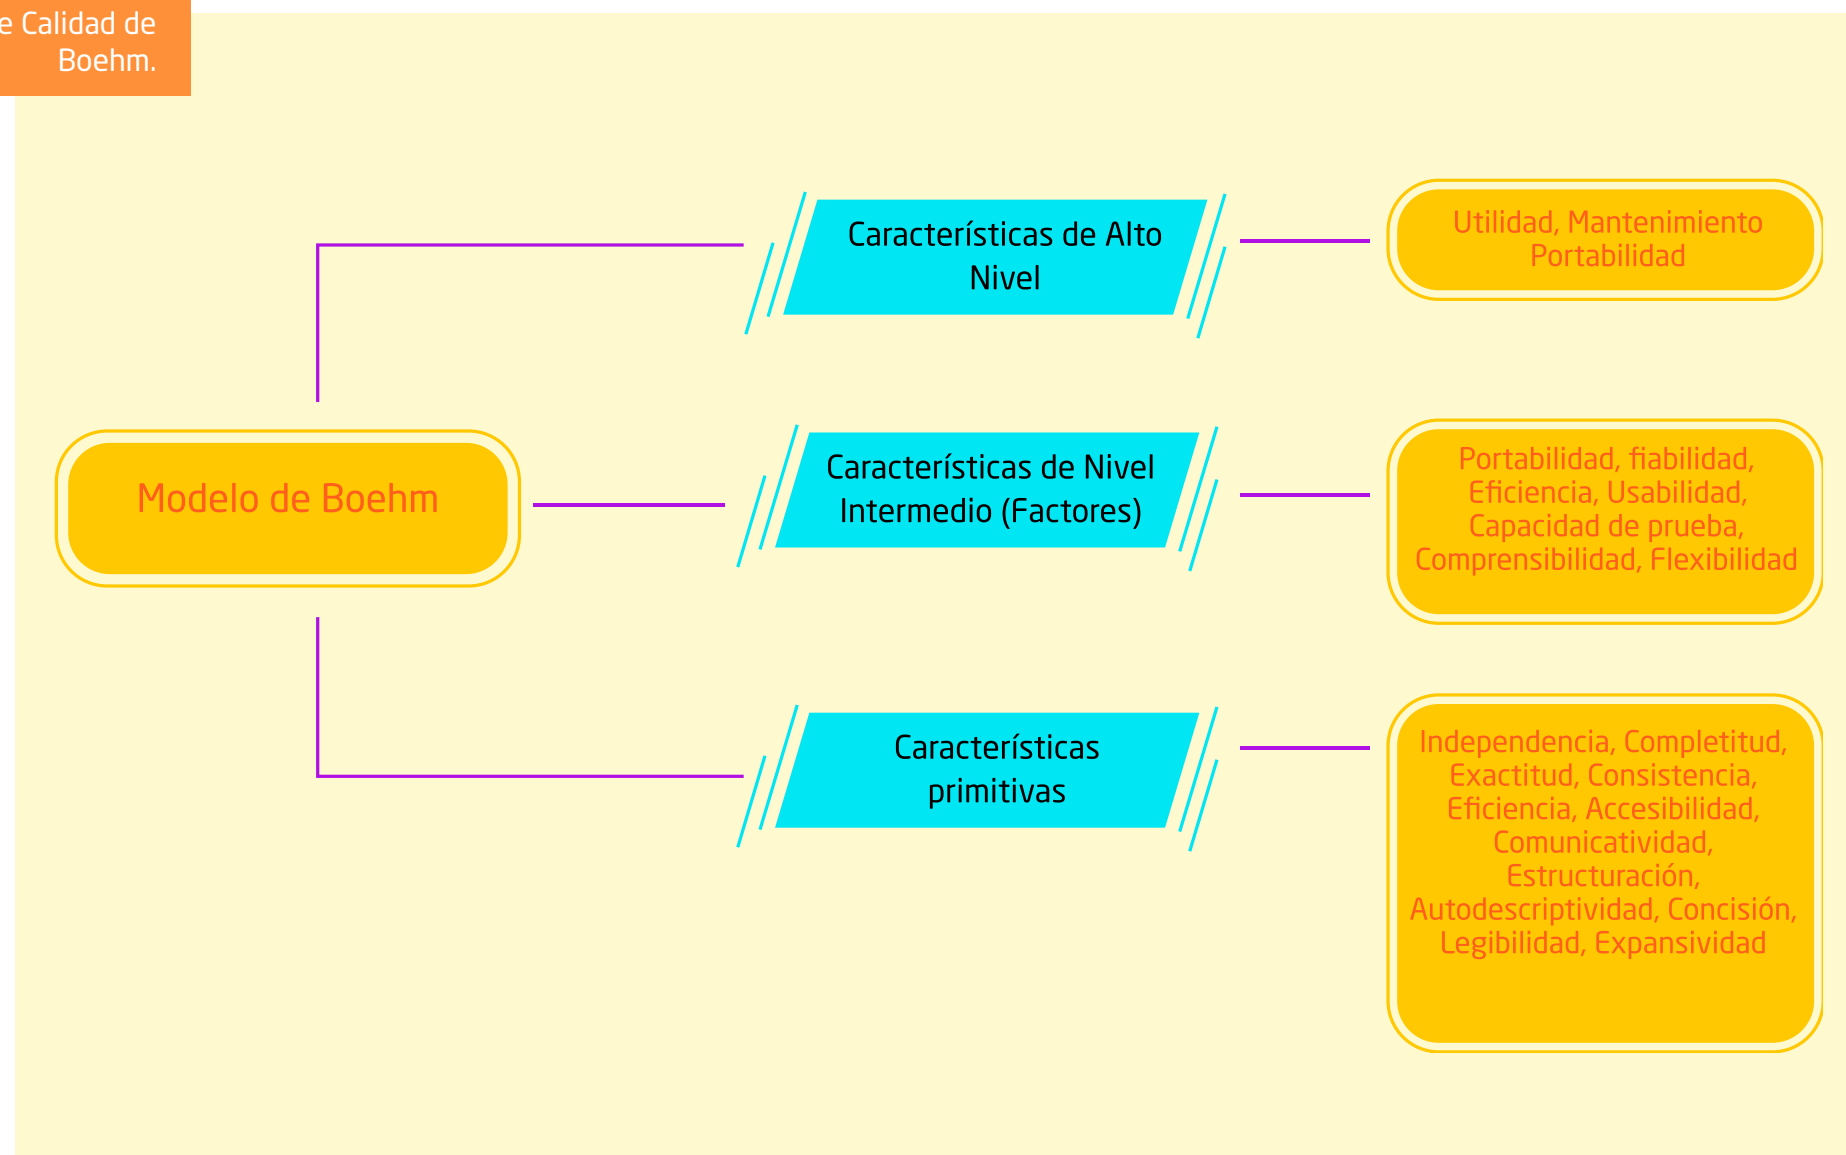 e Calidad de
Boehm.
Características de Alto
Nivel
Utilidad, Mantenimiento
Portabilidad
Modelo de Boehm
Características de Nivel
Intermedio (Factores)
Portabilidad, fiabilidad,
Eficiencia, Usabilidad,
Capacidad de prueba,
Comprensibilidad, Flexibilidad
Características
primitivas
Independencia, Completitud,
Exactitud, Consistencia,
Eficiencia, Accesibilidad,
Comunicatividad,
Estructuración,
Autodescriptividad, Concisión,
Legibilidad, Expansividad